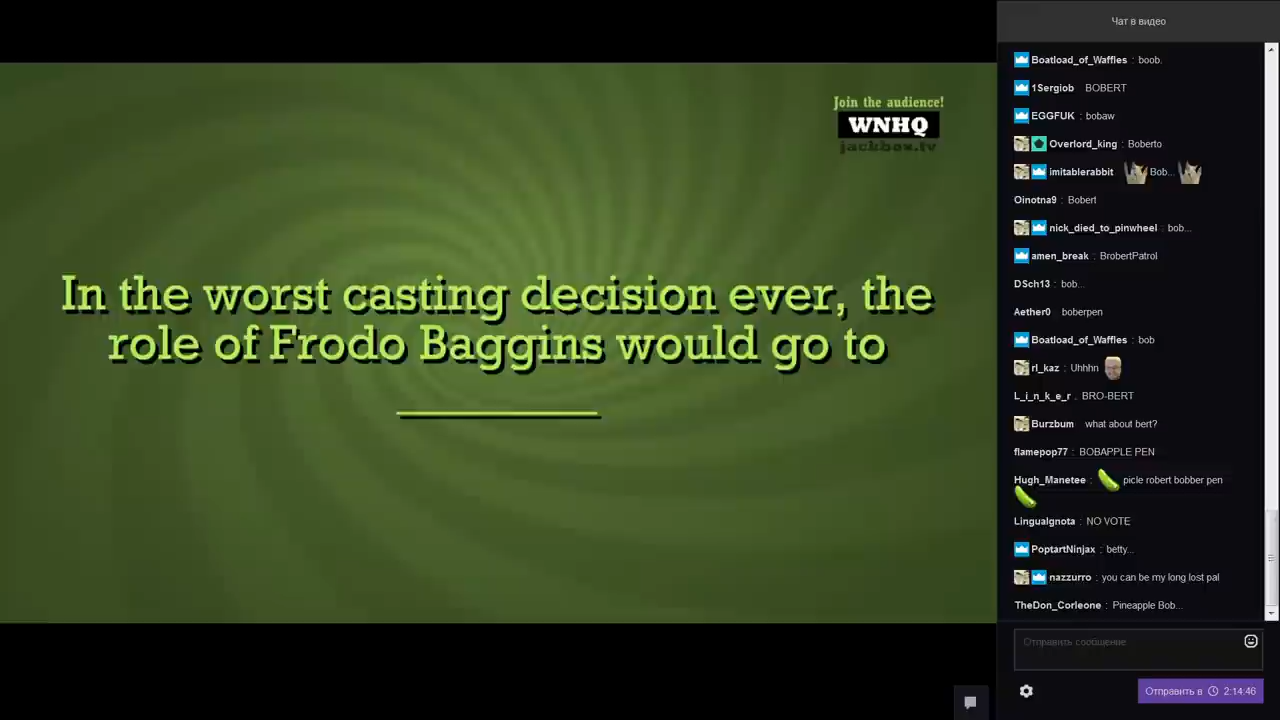 Join the audience!
WNHQ
jackbox.tv
In the worst casting decision ever, the
role of Frodo Baggins would go to
Чат в видео
Boatload_of_Waffles : boob.
1Sergiob BOBERT
EGGFUK : bobaw
Overlord_king : Boberto
imitablerabbit Bob...
Oinotna9 : Bobert
nick_died_to_pinwheel : bob...
amen_break : BrobertPatrol
DSch13 : bob...
Aether0 boberpen
Boatload_of_Waffles : bob
rl_kaz : Uhhhn
L_i_n_k_e_r . BRO-BERT
Burzbum what about bert?
flamepop77 : BOBAPPLE PEN
Hugh_Manetee : picle robert bobber pen
Lingualgnota : NO VOTE
PoptartNinjax : betty...
nazzurro : you can be my long lost pal
TheDon_Corleone : Pineapple Bob...
Отправить сообщение
Отправить в 2:14:46